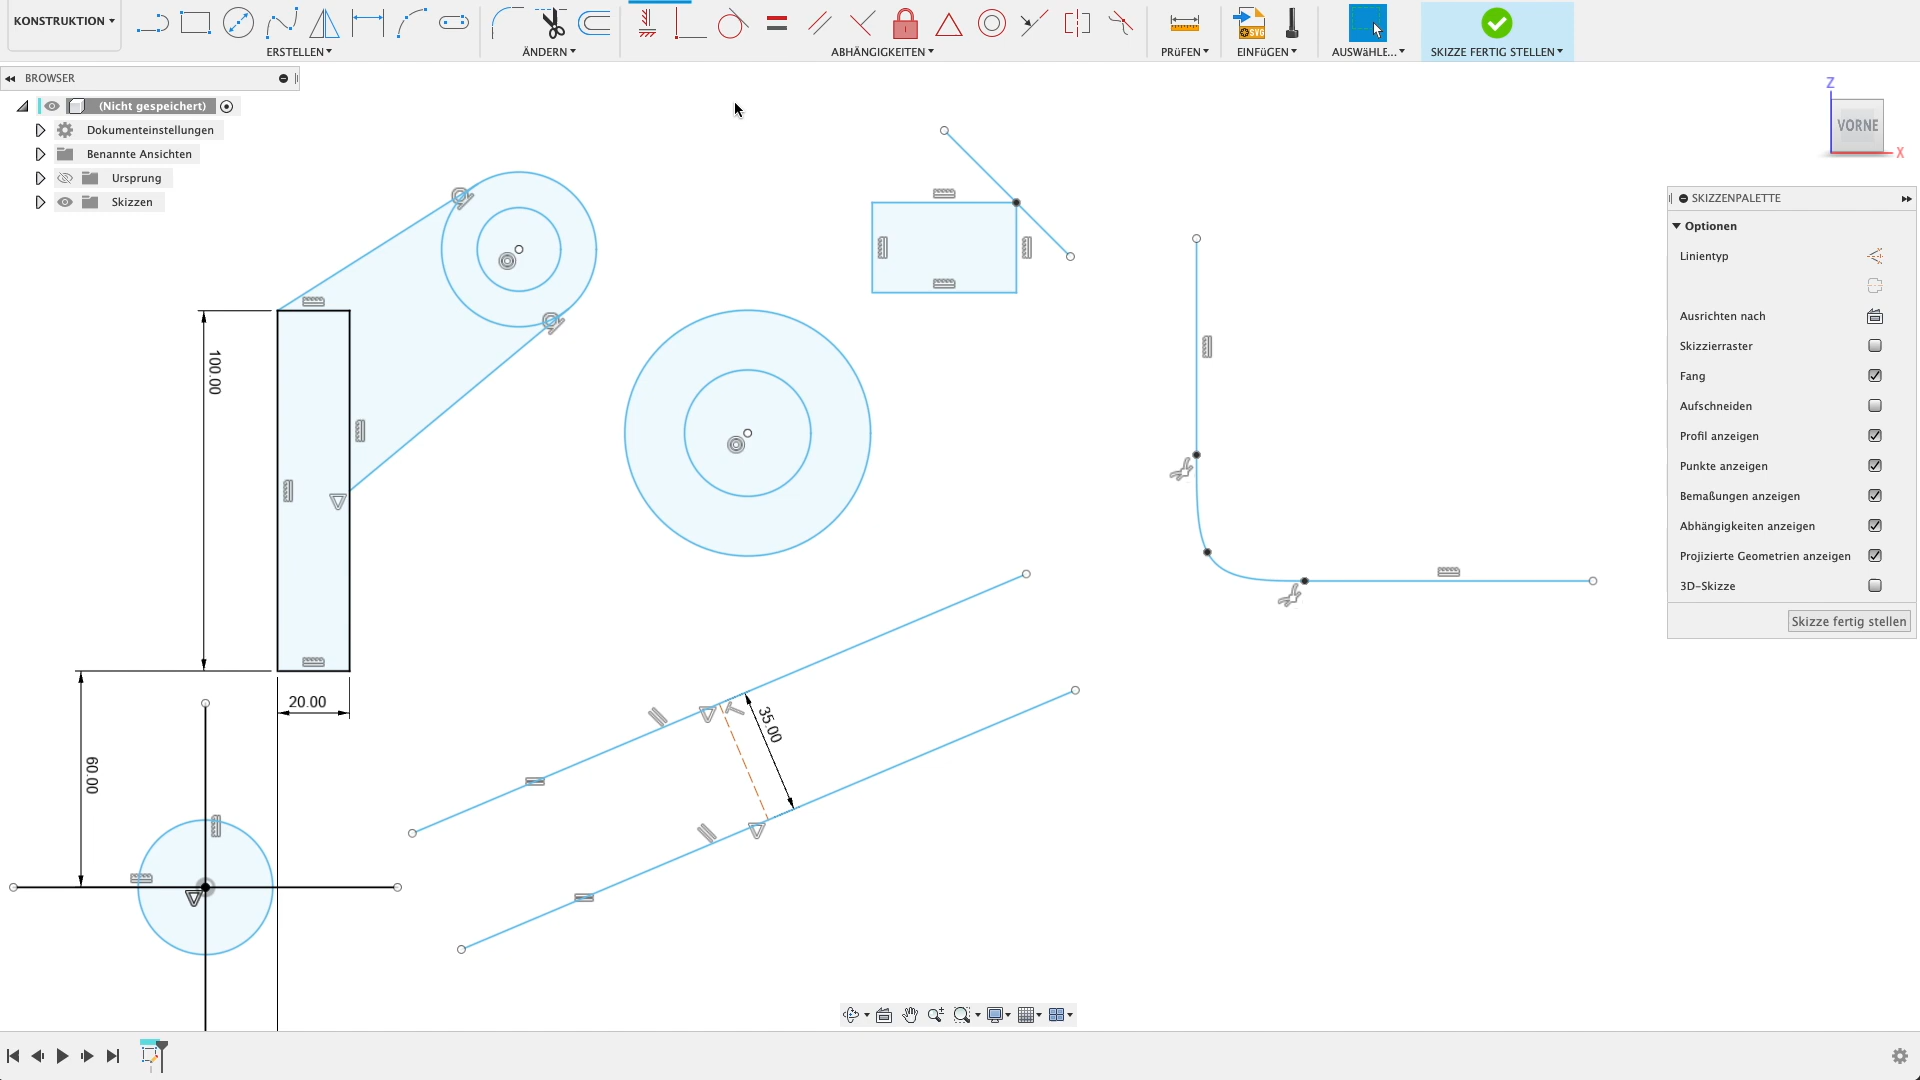 KONSTRUKTION
ERSTELLEN
ÄNDERN
ABHÄNGIGKEITEN
PRÜFEN
EINFüGEN
AUSWäHLE...
SKIZZE FERTIG STELLEN
SVG
BROWSER
(Nicht gespeichert)
Dokumenteinstellungen
Benannte Ansichten
Ursprung
Skizzen
Z
VORNE
X
SKIZZENPALETTE
Optionen
Linientyp
Ausrichten nach
Skizzierraster
Fang
Aufschneiden
Profil anzeigen
Punkte anzeigen
Bemaßungen anzeigen
Abhängigkeiten anzeigen
Projizierte Geometrien anzeigen
3D-Skizze
Skizze fertig stellen
100.00
20.00
60.00
35.00